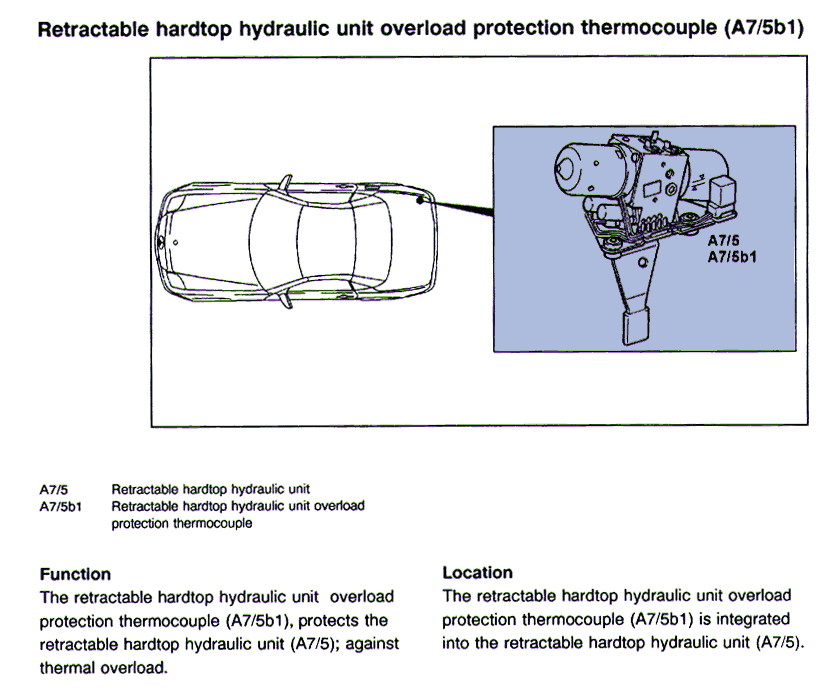 Retractable hardtop hydraulic unit overload protection thermocouple (A7/5b1)
A7/5
A7/5b1
A7/5 Retractable hardtop hydraulic unit
A7/5b1 Retractable hardtop hydraulic unit overload
protection thermocouple
Function
The retractable hardtop hydraulic unit overload
protection thermocouple (A7/5b1), protects the
retractable hardtop hydraulic unit (A7/5); against
thermal overload.
Location
The retractable hardtop hydraulic unit overload
protection thermocouple (A7/5b1) is integrated
into the retractable hardtop hydraulic unit (A7/5).